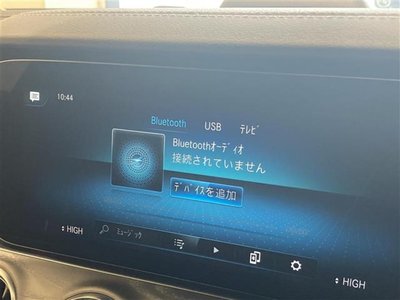 10:44
Bluetooth USB ﾃﾚﾋﾞ
Bluetoothｵｰﾃﾞｨｵ
接続されていません
ﾃﾞﾊﾞｲｽを追加
HIGH ﾐｭｰｼﾞｯｸ HIGH